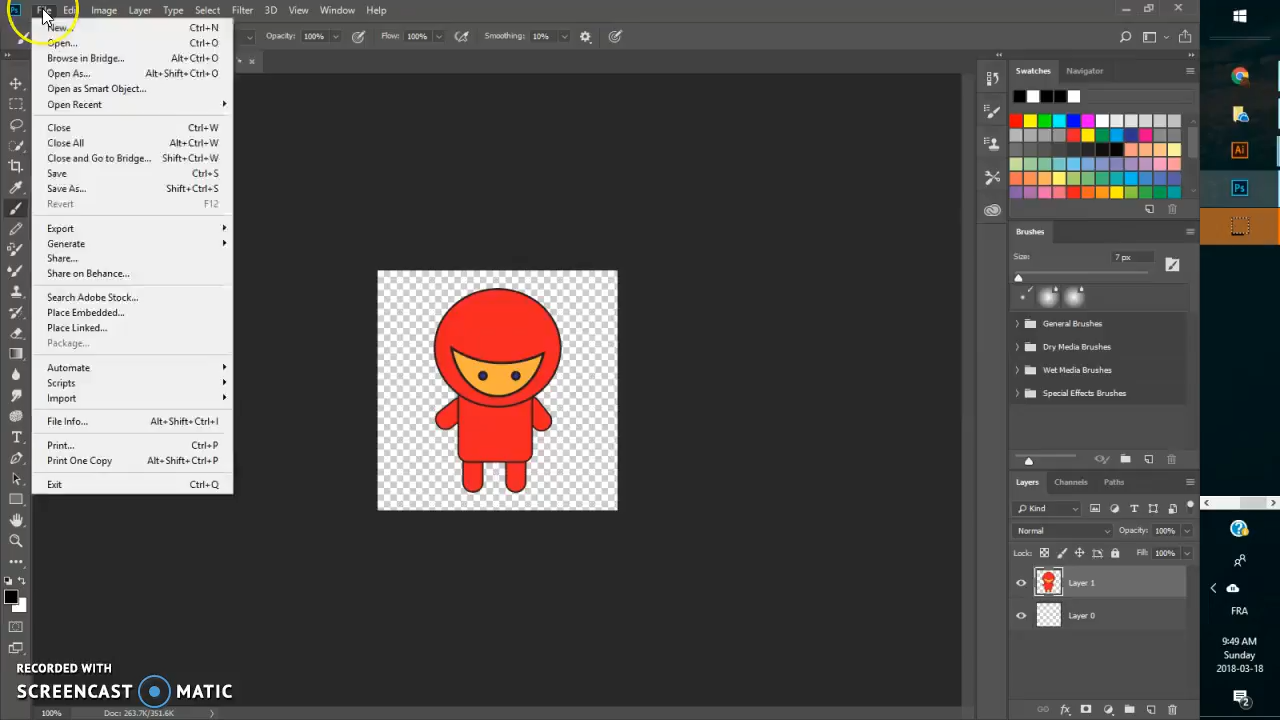 Ps Edit Image Layer Type Select Filter 3D View Window Help
Opacity: 100% Flow: 100% Smoothing: 10%
New... Ctrl+N
Open... Ctrl+O
Browse in Bridge... Alt+Ctrl+O
Open As... Alt+Shift+Ctrl+O
Open as Smart Object...
Open Recent
Close Ctrl+W
Close All Alt+Ctrl+W
Close and Go to Bridge... Shift+Ctrl+W
Save Ctrl+S
Save As... Shift+Ctrl+S
Revert F12
Export
Generate
Share...
Share on Behance...
Search Adobe Stock...
Place Embedded...
Place Linked...
Package...
Automate
Scripts
Import
File Info... Alt+Shift+Ctrl+I
Print... Ctrl+P
Print One Copy Alt+Shift+Ctrl+P
Exit Ctrl+Q
Swatches Navigator
Brushes
Size: 7 px
General Brushes
Dry Media Brushes
Wet Media Brushes
Special Effects Brushes
Layers Channels Paths
Kind
Normal Opacity: 100%
Lock: Fill: 100%
Layer 1
Layer 0
Ai
Ps
FRA
9:49 AM
Sunday
2018-03-18
2
RECORDED WITH
SCREENCAST MATIC
100% Doc: 263.7K/351.6K